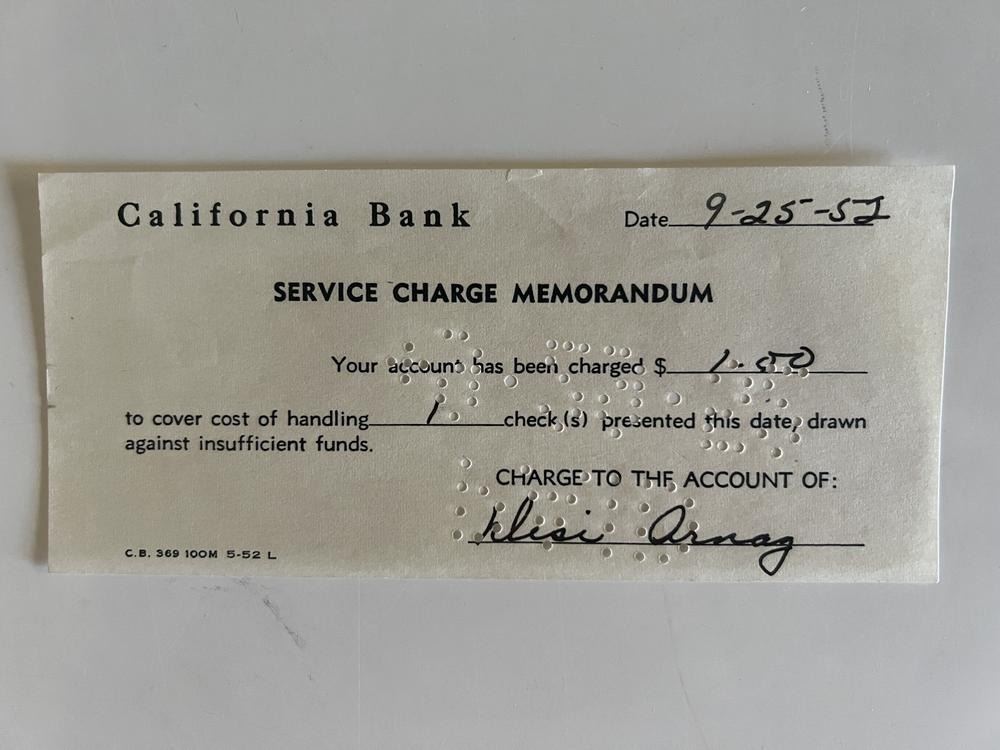 California Bank Date 9-25-52
SERVICE CHARGE MEMORANDUM
Your account has been charged $ 1.50
to cover cost of handling 1 check(s) presented this date, drawn
against insufficient funds.
CHARGE TO THE ACCOUNT OF:
Desi Arnaz
C.B. 369 100M 5-52 L